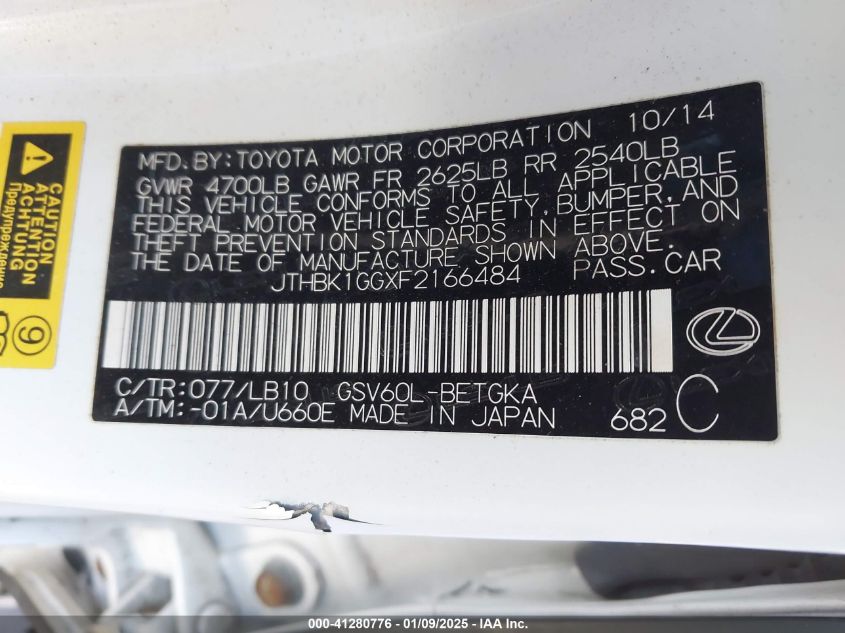 MFD. BY: TOYOTA MOTOR CORPORATION 10/14
GVWR 4700LB GAWR FR 2625LB RR 2540LB
THIS VEHICLE CONFORMS TO ALL APPLICABLE
FEDERAL MOTOR VEHICLE SAFETY, BUMPER, AND
THEFT PREVENTION STANDARDS IN EFFECT ON
THE DATE OF MANUFACTURE SHOWN ABOVE.
JTHBK1GGXF2166484 PASS. CAR
C/TR: 077/LB10 GSV60L-BETGKA
A/TM: -01A/U660E MADE IN JAPAN 682 C
CAUTION
ATTENTION
ACHTUNG
Предупреждение
9
000-41280776 | 01/09/2025 - IAA Inc.